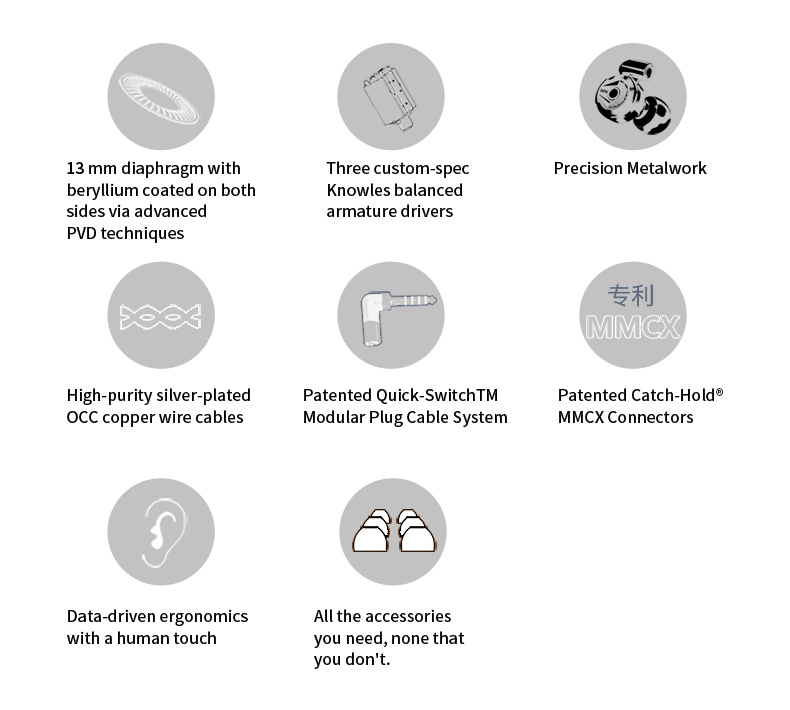 13 mm diaphragm with
beryllium coated on both
sides via advanced
PVD techniques
Three custom-spec
Knowles balanced
armature drivers
Precision Metalwork
High-purity silver-plated
OCC copper wire cables
Patented Quick-SwitchTM
Modular Plug Cable System
专利
MMCX
Patented Catch-Hold®
MMCX Connectors
Data-driven ergonomics
with a human touch
All the accessories
you need, none that
you don't.